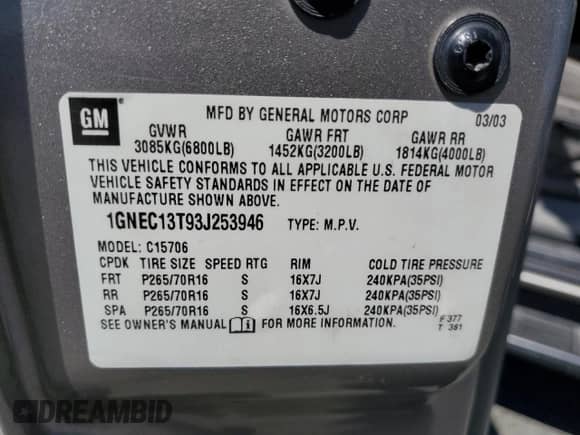 GM
MFD BY GENERAL MOTORS CORP 03/03
GVWR GAWR FRT GAWR RR
3085KG(6800LB) 1452KG(3200LB) 1814KG(4000LB)
THIS VEHICLE CONFORMS TO ALL APPLICABLE U.S. FEDERAL MOTOR
VEHICLE SAFETY STANDARDS IN EFFECT ON THE DATE OF
MANUFACTURE SHOWN ABOVE.
1GNEC13T93J253946 TYPE: M.P.V.
MODEL: C15706
CPDK TIRE SIZE SPEED RTG RIM COLD TIRE PRESSURE
FRT P265/70R16 S 16X7J 240KPA(35PSI)
RR P265/70R16 S 16X7J 240KPA(35PSI)
SPA P265/70R16 S 16X6.5J 240KPA(35PSI)
SEE OWNER'S MANUAL FOR MORE INFORMATION.
F 377
T 361
DREAMBID